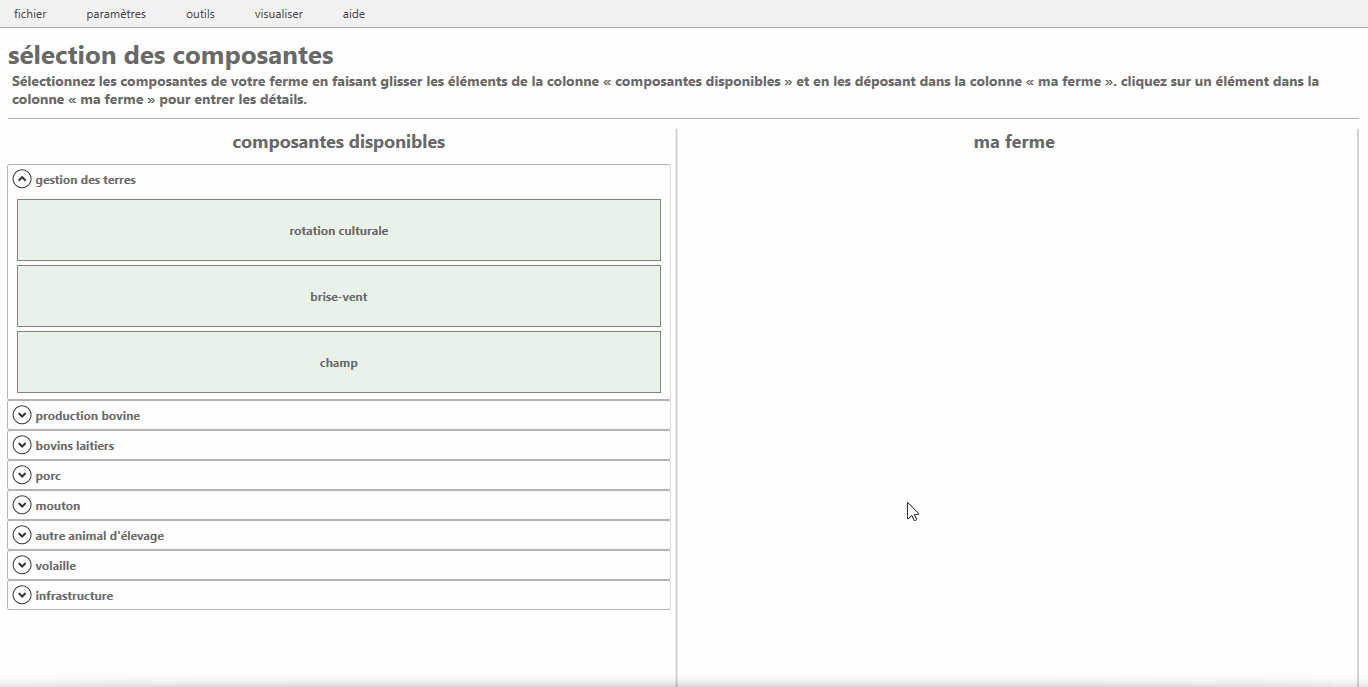 fichier paramètres outils visualiser aide
sélection des composantes
Sélectionnez les composantes de votre ferme en faisant glisser les éléments de la colonne « composantes disponibles » et en les déposant dans la colonne « ma ferme ». cliquez sur un élément dans la
colonne « ma ferme » pour entrer les détails.
composantes disponibles
gestion des terres
rotation culturale
brise-vent
champ
production bovine
bovins laitiers
porc
mouton
autre animal d'élevage
volaille
infrastructure
ma ferme